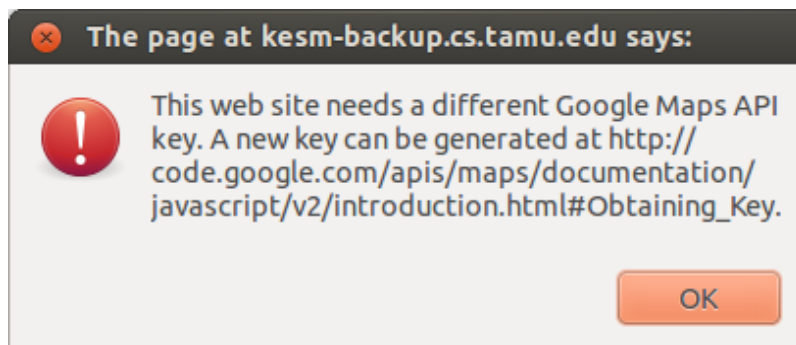 The page at kesm-backup.cs.tamu.edu says:
This web site needs a different Google Maps API
key. A new key can be generated at http://
code.google.com/apis/maps/documentation/
javascript/v2/introduction.html#Obtaining_Key.
OK